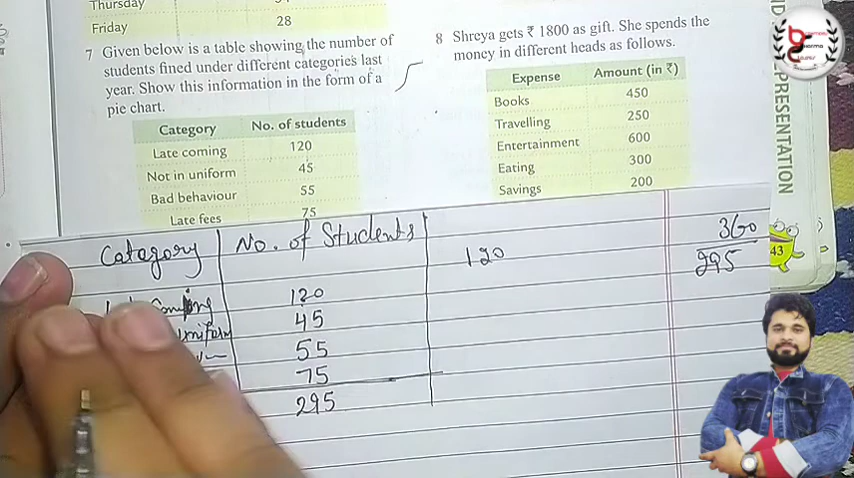 Thursday
Friday 28
7 Given below is a table showing the number of
students fined under different categories last
year. Show this information in the form of a
pie chart.
Category No. of students
Late coming 120
Not in uniform 45
Bad behaviour 55
Late fees 75
8 Shreya gets ₹ 1800 as gift. She spends the
money in different heads as follows.
Expense Amount (in ₹)
Books 450
Travelling 250
Entertainment 600
Eating 300
Savings 200
PRESENTATION
43
Category No. of Students
120
45
55
75
295
120
360
295